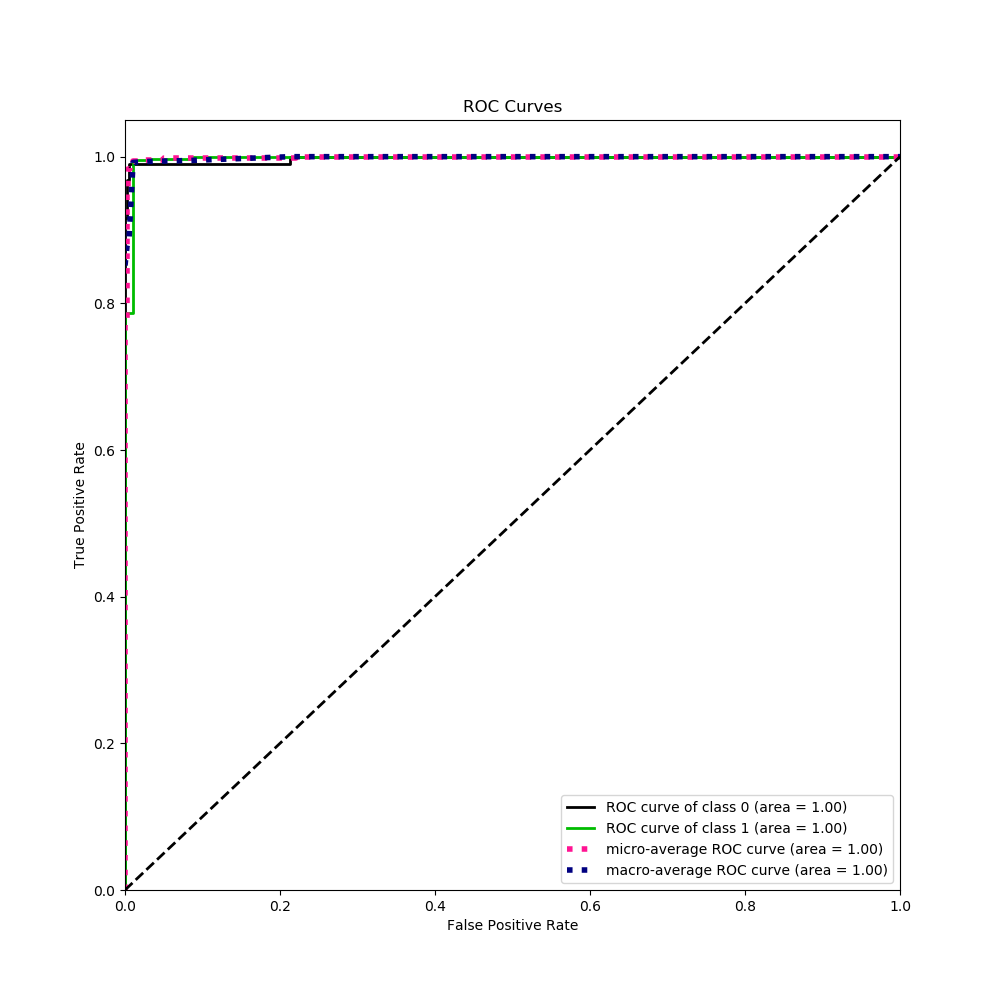 ROC Curves
1.0
0.8
0.6
0.4
0.2
0.0
True Positive Rate
0.0 0.2 0.4 0.6 0.8 1.0
False Positive Rate
ROC curve of class 0 (area = 1.00)
ROC curve of class 1 (area = 1.00)
micro-average ROC curve (area = 1.00)
macro-average ROC curve (area = 1.00)